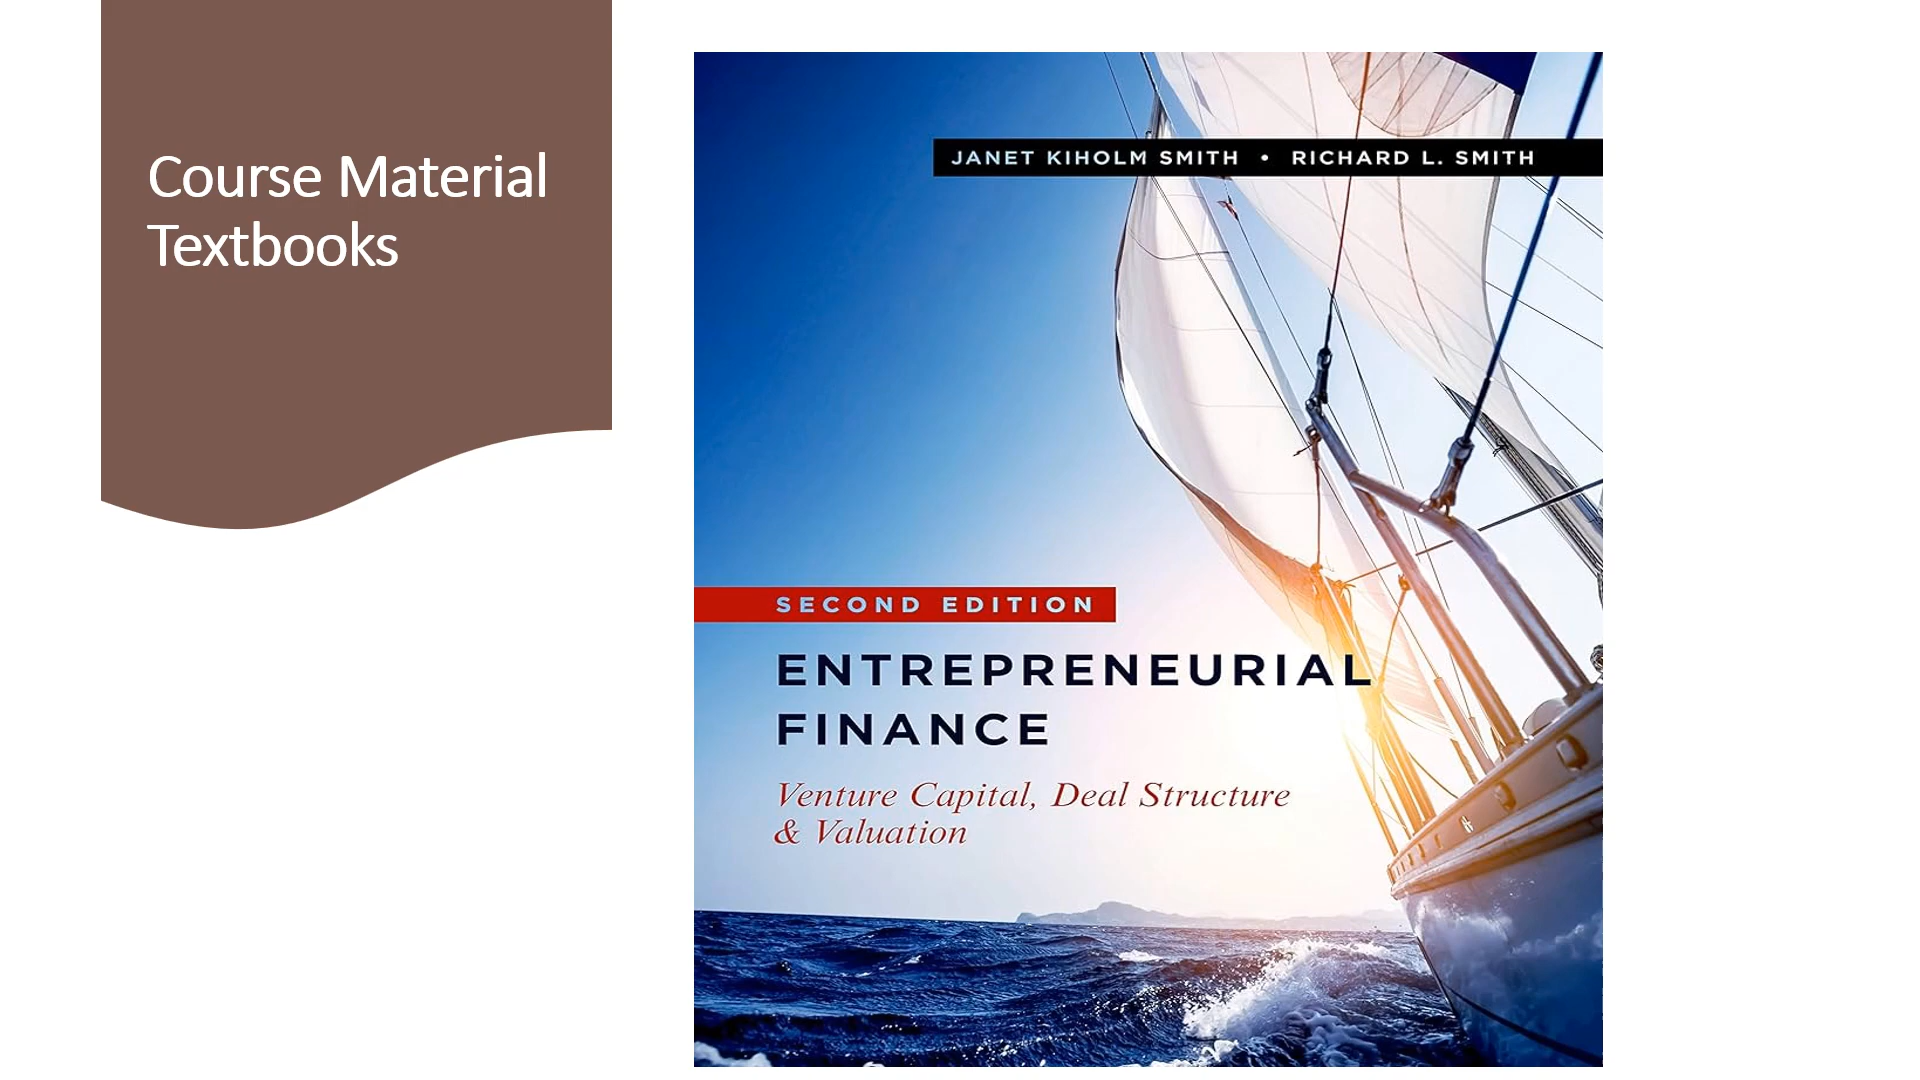 Course Material
Textbooks
JANET KIHOLM SMITH • RICHARD L. SMITH
SECOND EDITION
ENTREPRENEURIAL
FINANCE
Venture Capital, Deal Structure
& Valuation